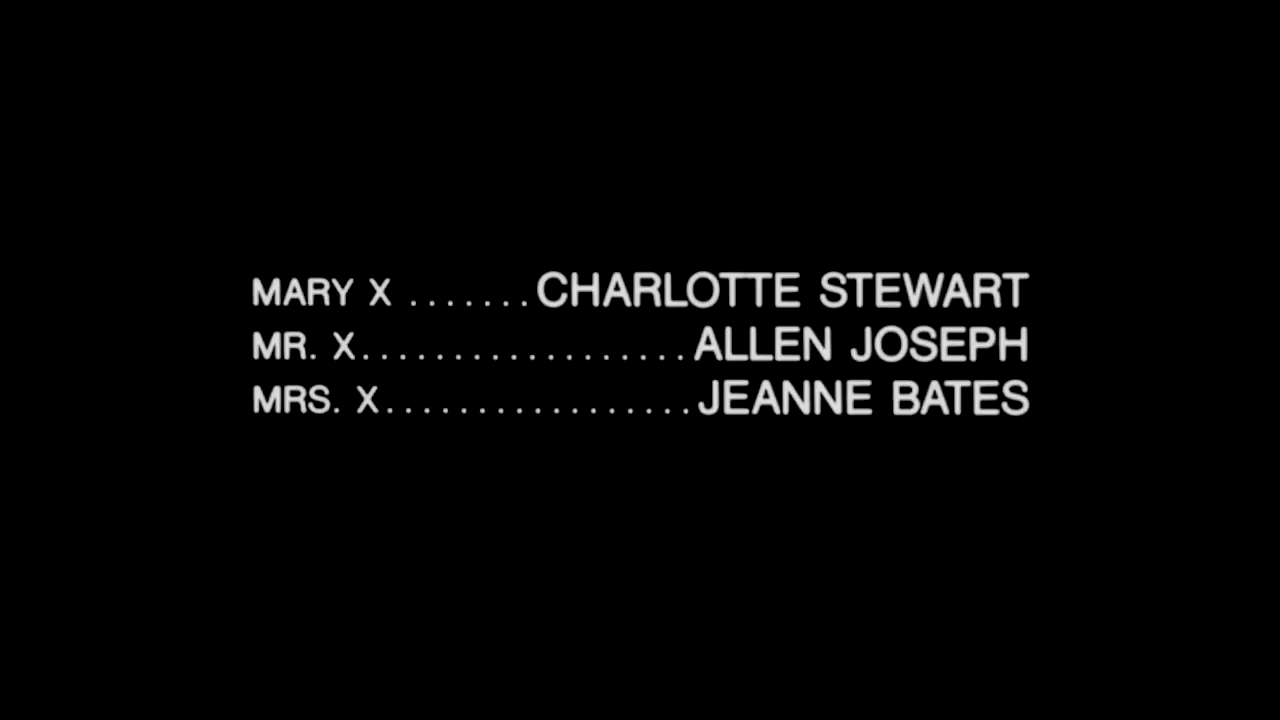 MARY X .......CHARLOTTE STEWART
MR. X..................ALLEN JOSEPH
MRS. X.................JEANNE BATES